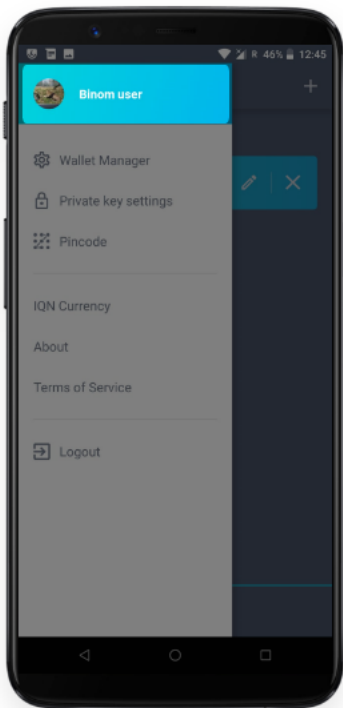 R 46% 12:45
Binom user
Wallet Manager
Private key settings
Pincode
IQN Currency
About
Terms of Service
Logout